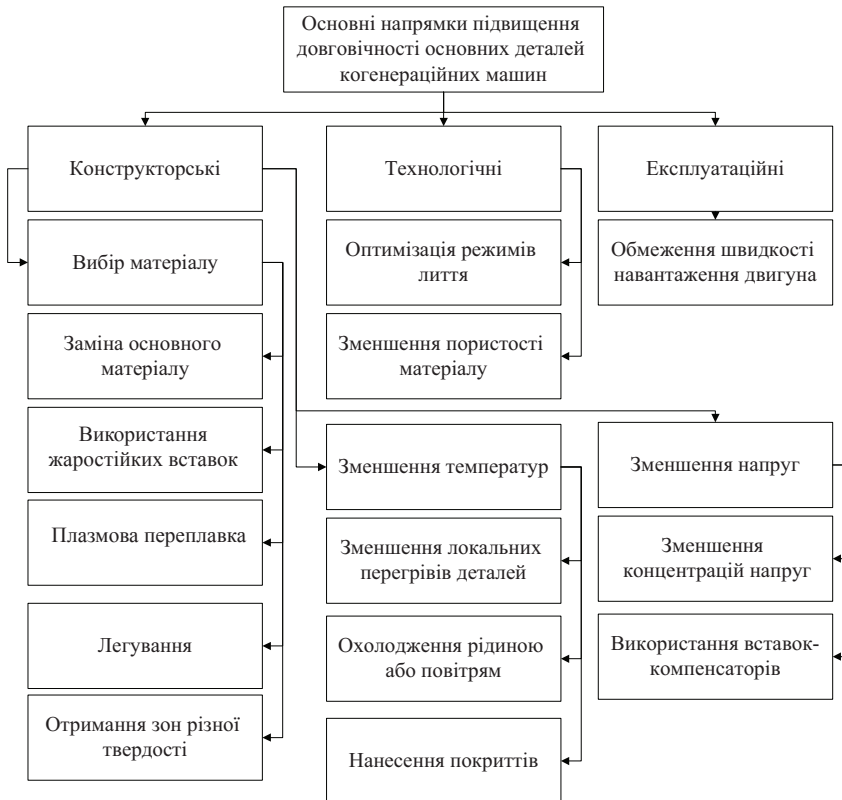 Основні напрямки підвищення
довговічності основних деталей
когенераційних машин
Конструкторські
Технологічні
Експлуатаційні
Вибір матеріалу
Оптимізація режимів
лиття
Обмеження швидкості
навантаження двигуна
Заміна основного
матеріалу
Зменшення пористості
матеріалу
Використання
жаростійких вставок
Зменшення температур
Зменшення напруг
Плазмова переплавка
Зменшення локальних
перегрівів деталей
Зменшення
концентрацій напруг
Легування
Охолодження рідиною
або повітрям
Використання вставок-
компенсаторів
Отримання зон різної
твердості
Нанесення покриттів